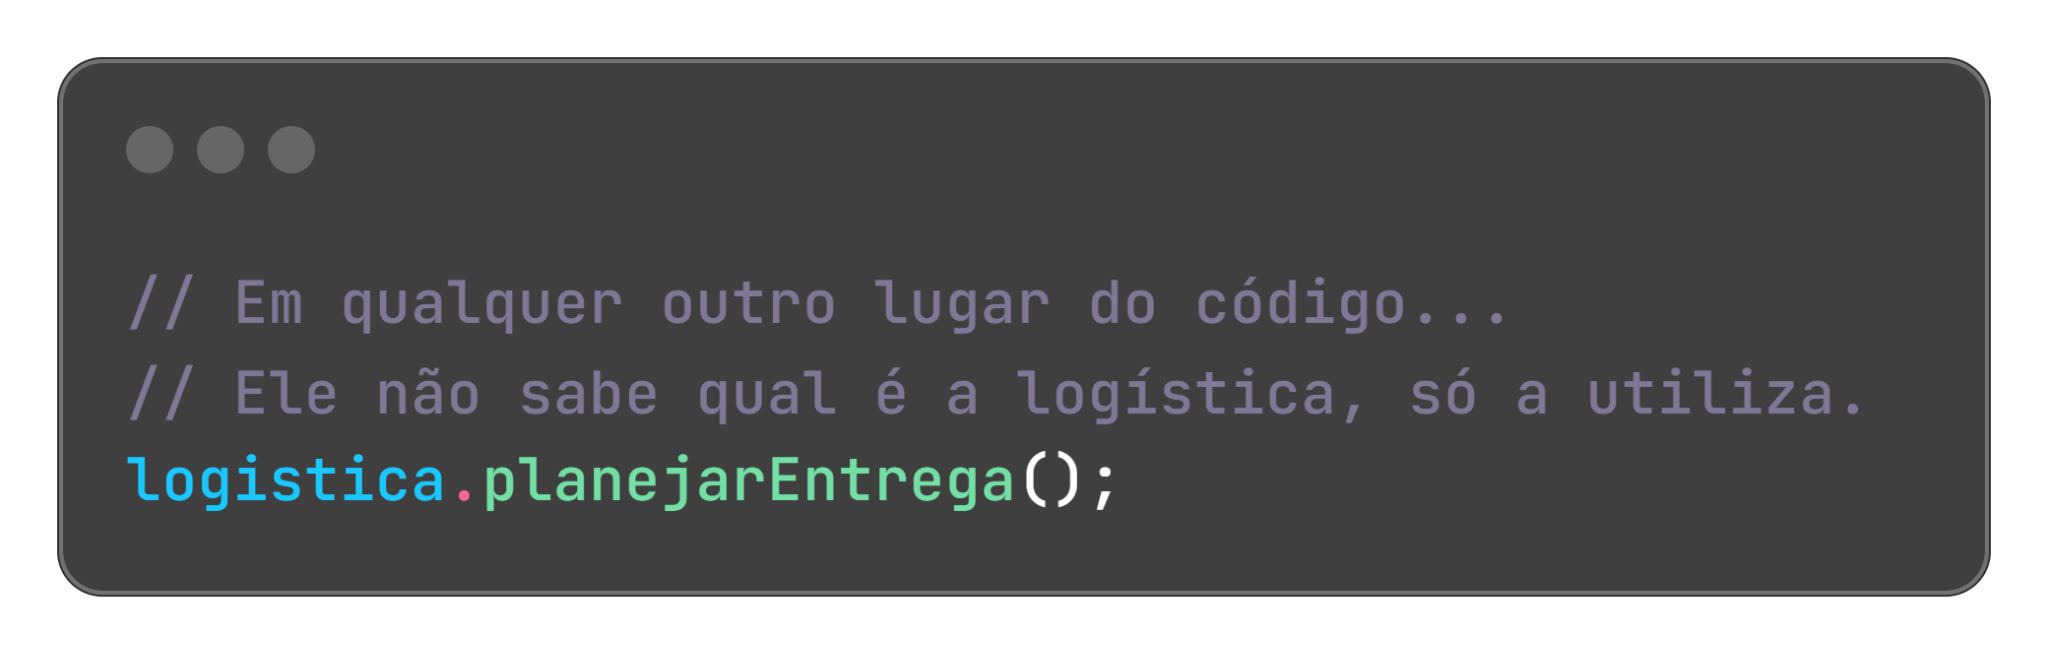 // Em qualquer outro lugar do código...
// Ele não sabe qual é a logística, só a utiliza.
logistica.planejarEntrega();